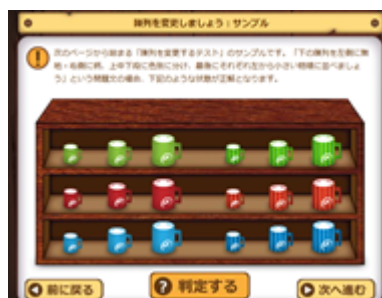 陳列を変更しましょう：サンプル
次のページから始まる「陳列を変更するテスト」のサンプルです。「下の陳列を左側に無
地・右側に柄、上中下段に色別に分け、最後にそれぞれ左から小さい物順に並べましょ
う」という問題文の場合、下記のような状態が正解となります。
前に戻る
判定する
次へ進む